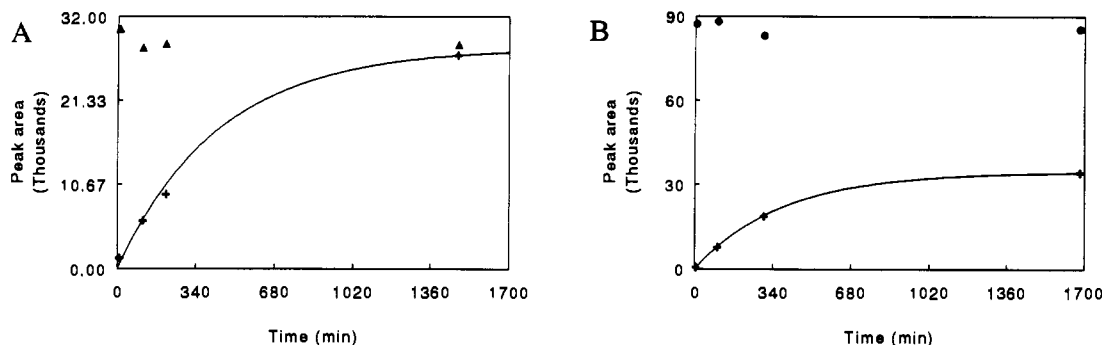 A
32.00
21.33
10.67
0.00
Peak area
(Thousands)
0 340 680 1020 1360 1700
Time (min)
B
90
60
30
0
Peak area
(Thousands)
0 340 680 1020 1360 1700
Time (min)